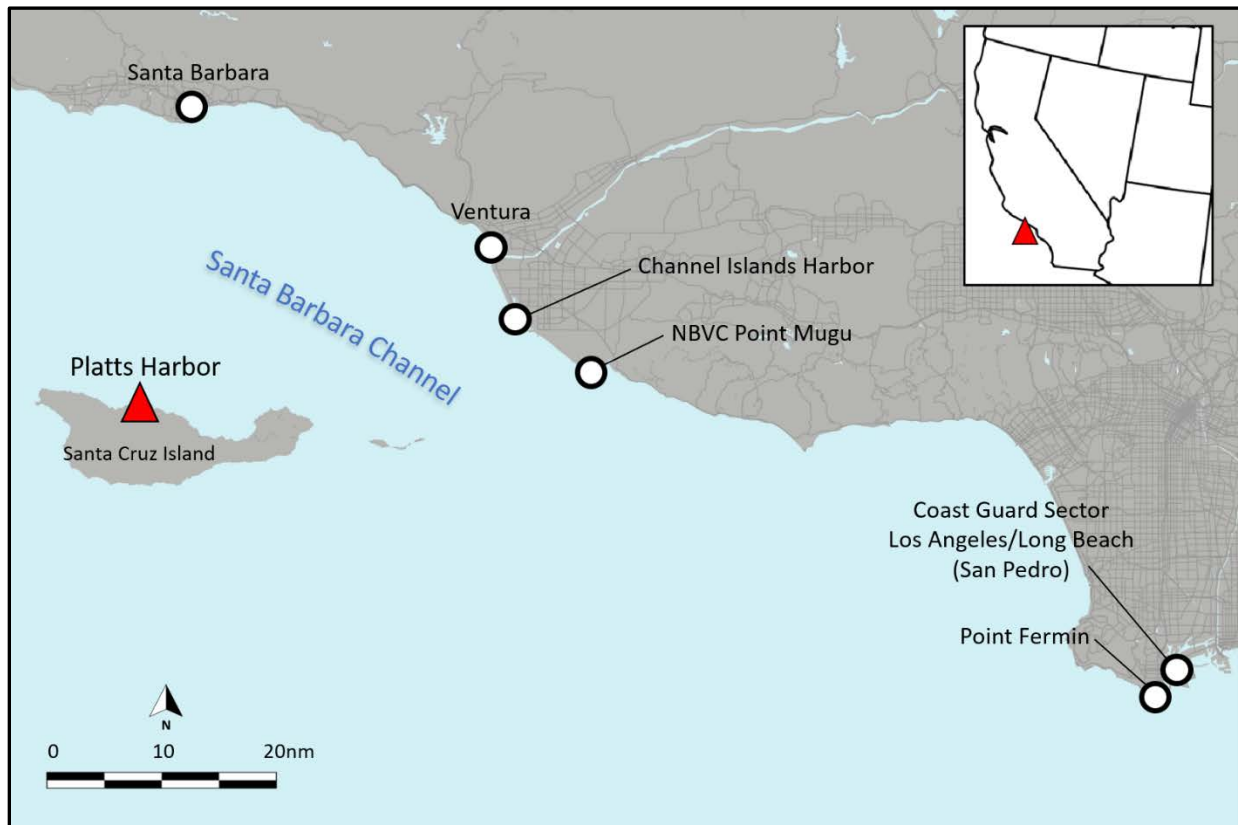 Santa Barbara
Ventura
Santa Barbara Channel
Channel Islands Harbor
NBVC Point Mugu
Platts Harbor
Santa Cruz Island
Coast Guard Sector
Los Angeles/Long Beach
(San Pedro)
Point Fermin
N
0 10 20nm